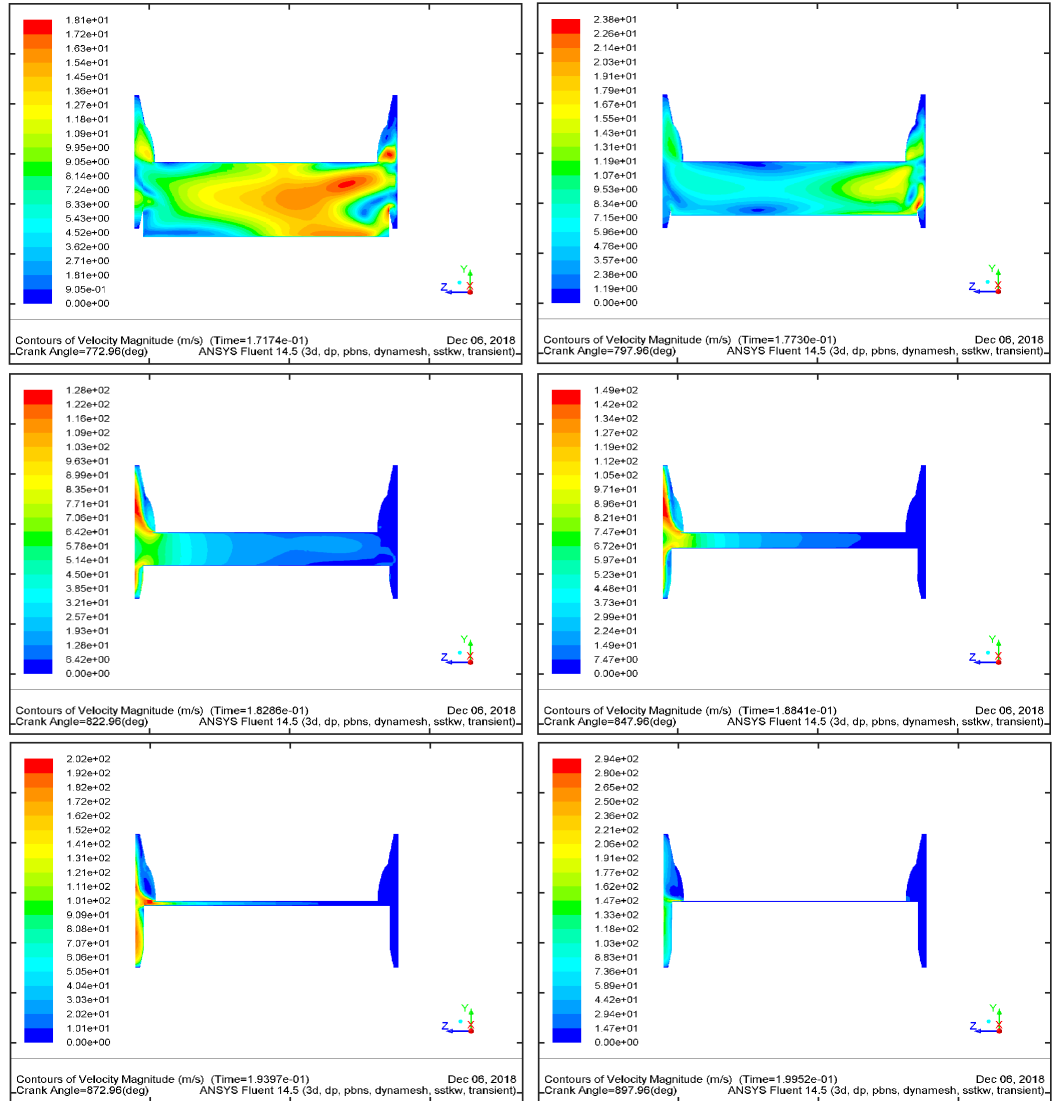 1.81e+01
1.72e+01
1.63e+01
1.54e+01
1.45e+01
1.36e+01
1.27e+01
1.18e+01
1.09e+01
9.95e+00
9.05e+00
8.14e+00
7.24e+00
6.33e+00
5.43e+00
4.52e+00
3.62e+00
2.71e+00
1.81e+00
9.05e-01
0.00e+00
Y
Z X
Contours of Velocity Magnitude (m/s) (Time=1.7174e-01) Dec 06, 2018
Crank Angle=772.96(deg) ANSYS Fluent 14.5 (3d, dp, pbns, dynamesh, sstkw, transient)
2.38e+01
2.26e+01
2.14e+01
2.03e+01
1.91e+01
1.79e+01
1.67e+01
1.55e+01
1.43e+01
1.31e+01
1.19e+01
1.07e+01
9.53e+00
8.34e+00
7.15e+00
5.96e+00
4.76e+00
3.57e+00
2.38e+00
1.19e+00
0.00e+00
Y
Z X
Contours of Velocity Magnitude (m/s) (Time=1.7730e-01) Dec 06, 2018
Crank Angle=797.96(deg) ANSYS Fluent 14.5 (3d, dp, pbns, dynamesh, sstkw, transient)
1.28e+02
1.22e+02
1.16e+02
1.09e+02
1.03e+02
9.63e+01
8.99e+01
8.35e+01
7.71e+01
7.06e+01
6.42e+01
5.78e+01
5.14e+01
4.50e+01
3.85e+01
3.21e+01
2.57e+01
1.93e+01
1.28e+01
6.42e+00
0.00e+00
Y
Z X
Contours of Velocity Magnitude (m/s) (Time=1.8286e-01) Dec 06, 2018
Crank Angle=822.96(deg) ANSYS Fluent 14.5 (3d, dp, pbns, dynamesh, sstkw, transient)
1.49e+02
1.42e+02
1.34e+02
1.27e+02
1.19e+02
1.12e+02
1.05e+02
9.71e+01
8.96e+01
8.21e+01
7.47e+01
6.72e+01
5.97e+01
5.23e+01
4.48e+01
3.73e+01
2.99e+01
2.24e+01
1.49e+01
7.47e+00
0.00e+00
Y
Z X
Contours of Velocity Magnitude (m/s) (Time=1.8841e-01) Dec 06, 2018
Crank Angle=847.96(deg) ANSYS Fluent 14.5 (3d, dp, pbns, dynamesh, sstkw, transient)
2.02e+02
1.92e+02
1.82e+02
1.72e+02
1.62e+02
1.52e+02
1.41e+02
1.31e+02
1.21e+02
1.11e+02
1.01e+02
9.09e+01
8.08e+01
7.07e+01
6.06e+01
5.05e+01
4.04e+01
3.03e+01
2.02e+01
1.01e+01
0.00e+00
Y
Z X
Contours of Velocity Magnitude (m/s) (Time=1.9397e-01) Dec 06, 2018
Crank Angle=872.96(deg) ANSYS Fluent 14.5 (3d, dp, pbns, dynamesh, sstkw, transient)
2.94e+02
2.80e+02
2.65e+02
2.50e+02
2.36e+02
2.21e+02
2.06e+02
1.91e+02
1.77e+02
1.62e+02
1.47e+02
1.33e+02
1.18e+02
1.03e+02
8.83e+01
7.36e+01
5.89e+01
4.42e+01
2.94e+01
1.47e+01
0.00e+00
Y
Z X
Contours of Velocity Magnitude (m/s) (Time=1.9952e-01) Dec 06, 2018
Crank Angle=897.96(deg) ANSYS Fluent 14.5 (3d, dp, pbns, dynamesh, sstkw, transient)